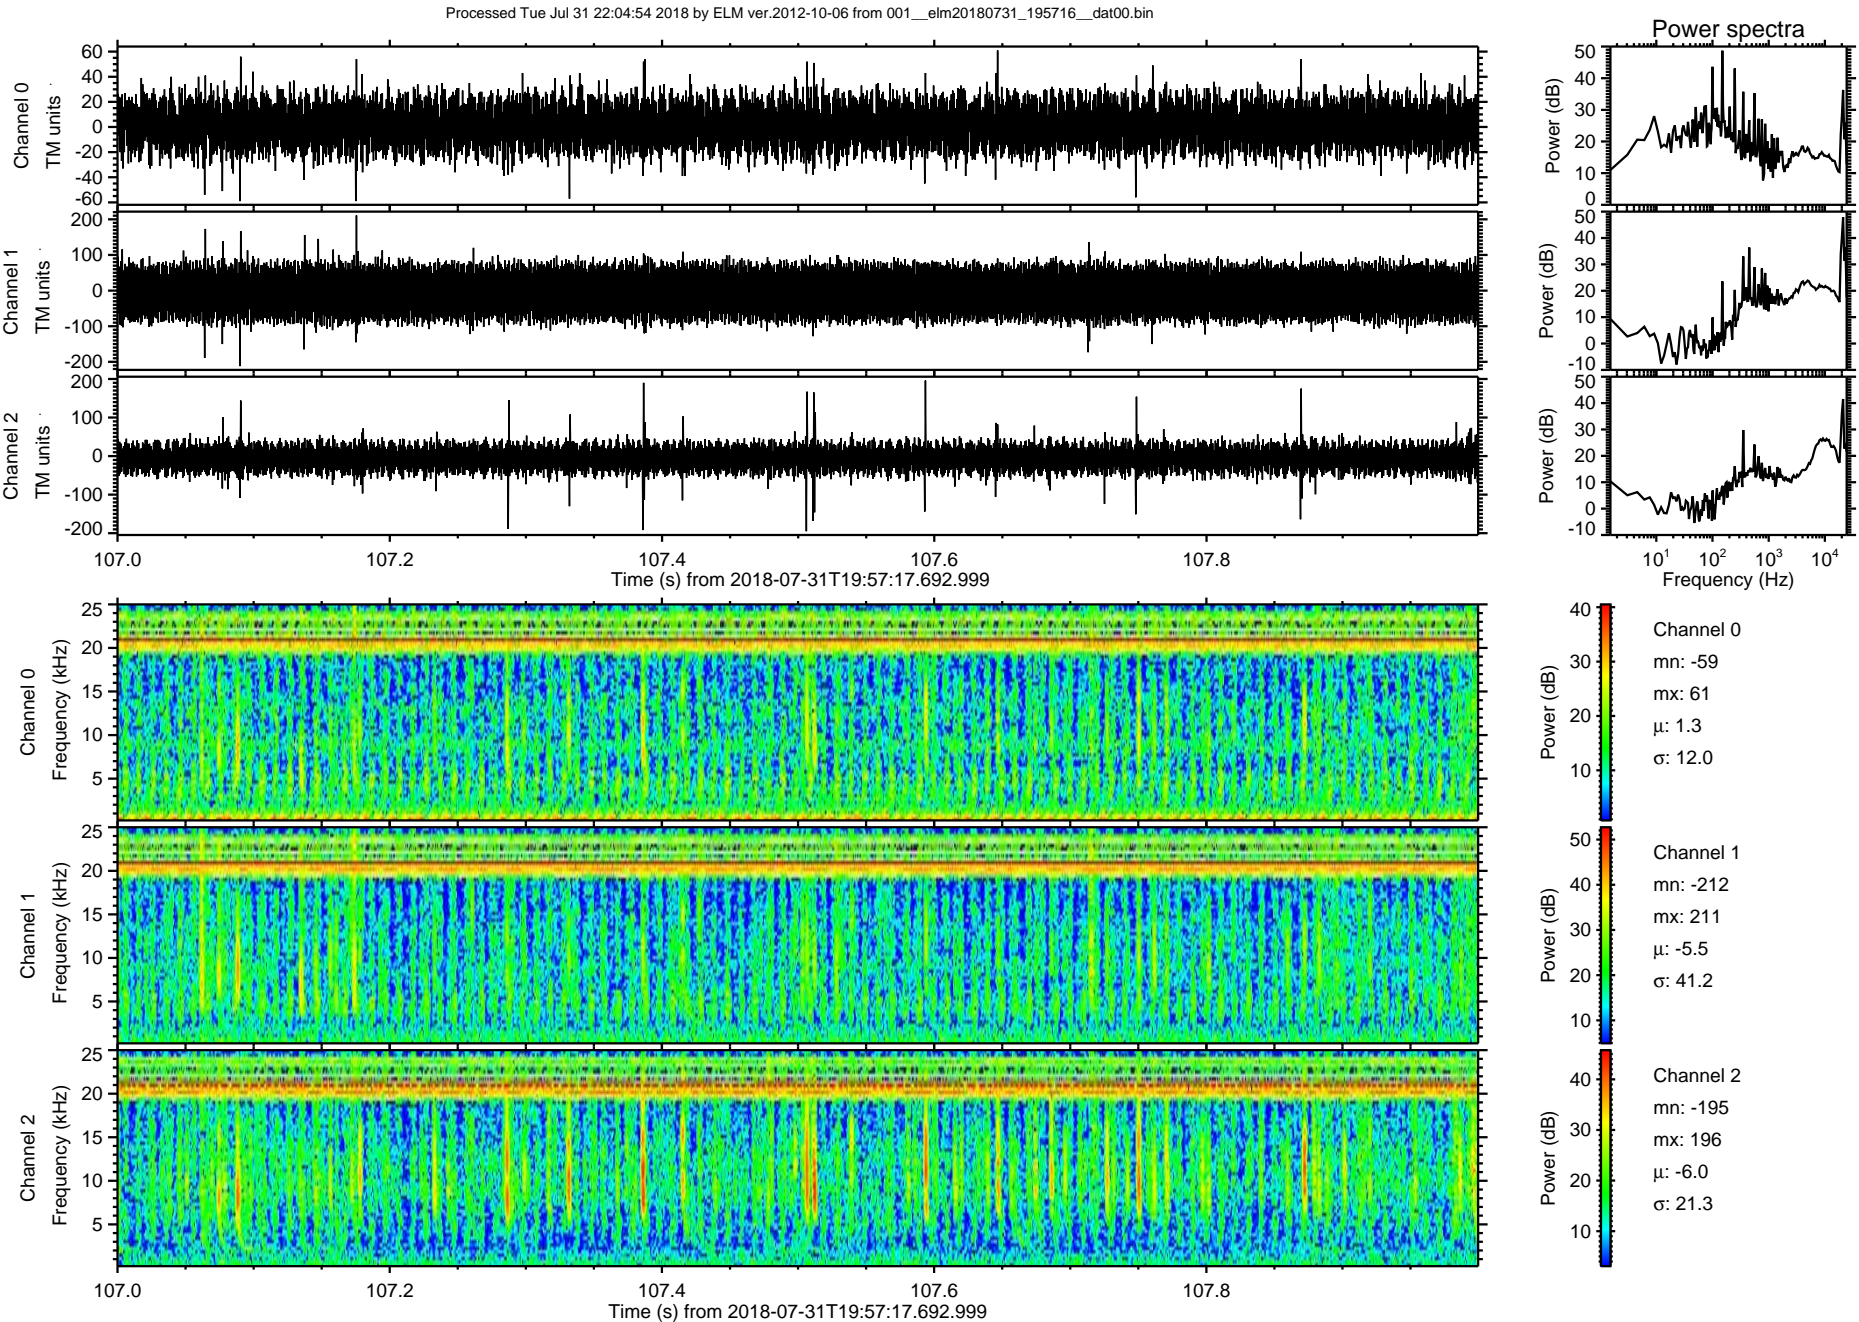 Processed Tue Jul 31 22:04:54 2018 by ELM ver.2012-10-06 from 001__elm20180731_195716__dat00.bin
Power spectra
Channel 0
TM units
60
40
20
0
-20
-40
-60
Power (dB)
50
40
30
20
10
0
Channel 1
TM units
200
100
0
-100
-200
Power (dB)
50
40
30
20
10
0
-10
Channel 2
TM units
200
100
0
-100
-200
Power (dB)
50
40
30
20
10
0
-10
107.0 107.2 107.4 107.6 107.8
Time (s) from 2018-07-31T19:57:17.692.999
10^1 10^2 10^3 10^4
Frequency (Hz)
Channel 0
Frequency (kHz)
25
20
15
10
5
Power (dB)
40
30
20
10
Channel 0
mn: -59
mx: 61
μ: 1.3
σ: 12.0
Channel 1
Frequency (kHz)
25
20
15
10
5
Power (dB)
50
40
30
20
10
Channel 1
mn: -212
mx: 211
μ: -5.5
σ: 41.2
Channel 2
Frequency (kHz)
25
20
15
10
5
Power (dB)
40
30
20
10
Channel 2
mn: -195
mx: 196
μ: -6.0
σ: 21.3
107.0 107.2 107.4 107.6 107.8
Time (s) from 2018-07-31T19:57:17.692.999